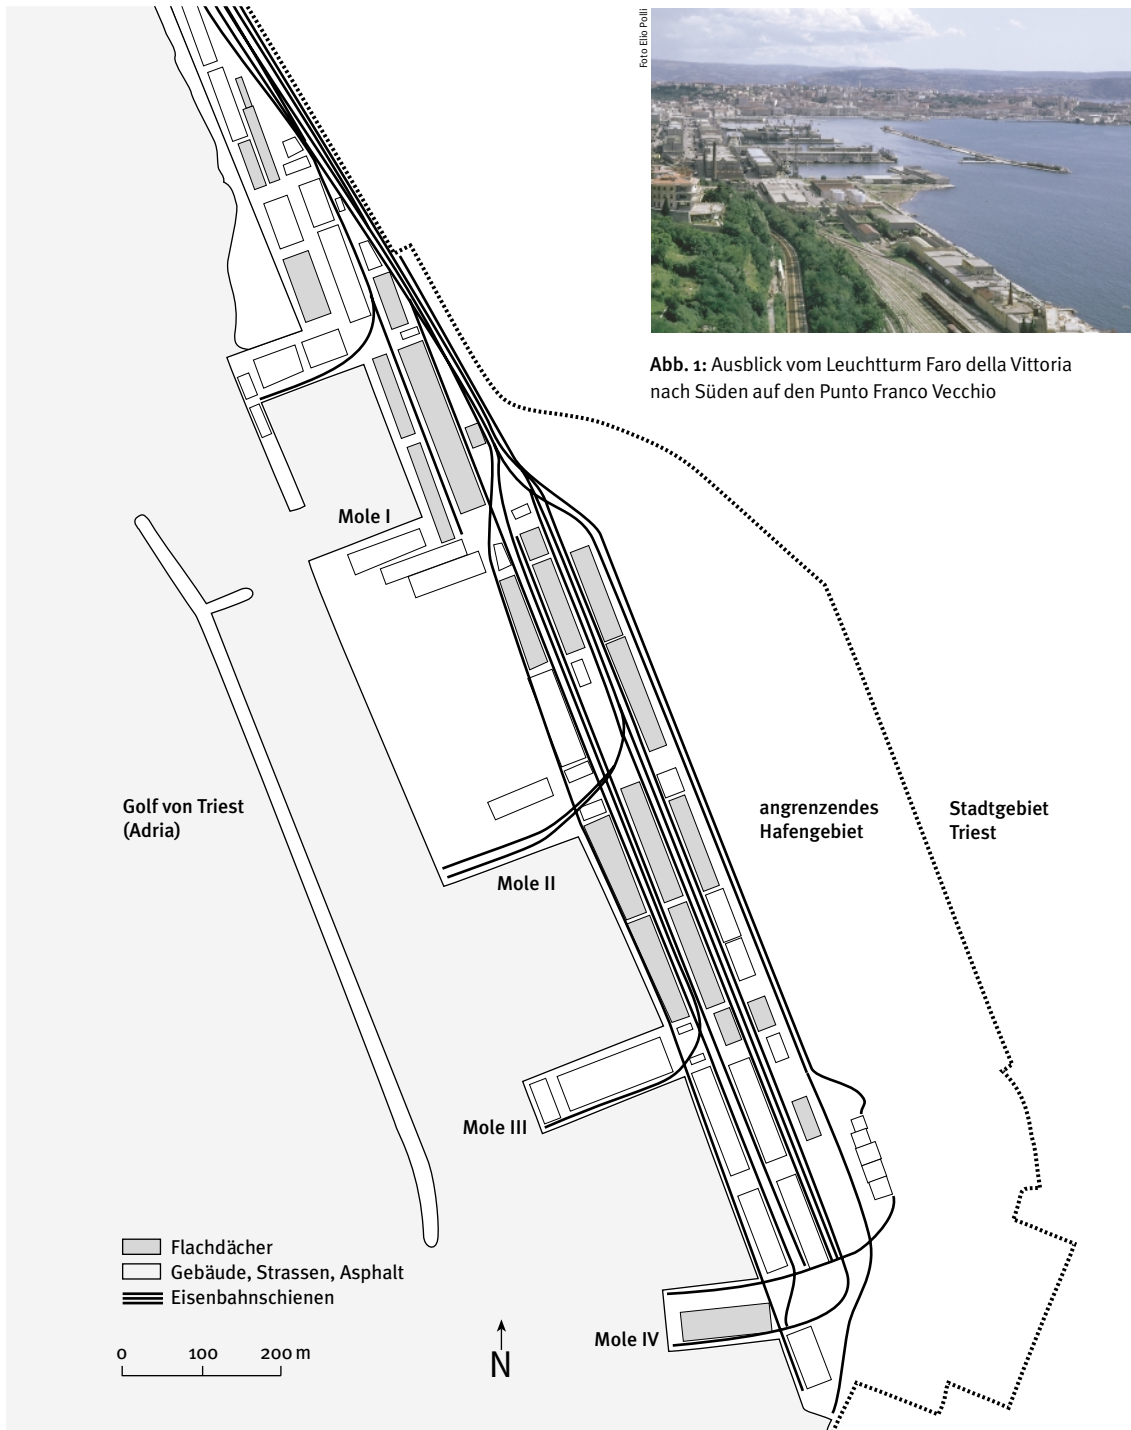 Foto Elio Polli
Abb. 1: Ausblick vom Leuchtturm Faro della Vittoria
nach Süden auf den Punto Franco Vecchio
Mole I
Golf von Triest
(Adria)
angrenzendes
Hafengebiet
Stadtgebiet
Triest
Mole II
Mole III
Mole IV
Flachdächer
Gebäude, Strassen, Asphalt
Eisenbahnschienen
0 100 200 m
N